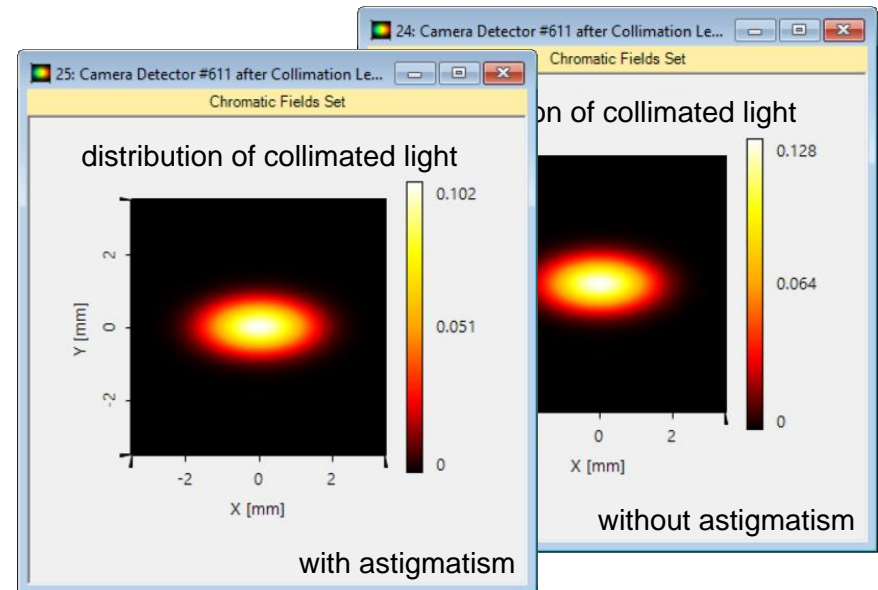 24: Camera Detector #611 after Collimation Le...
Chromatic Fields Set
on of collimated light
0.128
0.064
0
0
2
X [mm]
without astigmatism
25: Camera Detector #611 after Collimation Le...
Chromatic Fields Set
distribution of collimated light
0.102
0.051
0
2
0
-2
Y [mm]
-2
0
2
X [mm]
with astigmatism